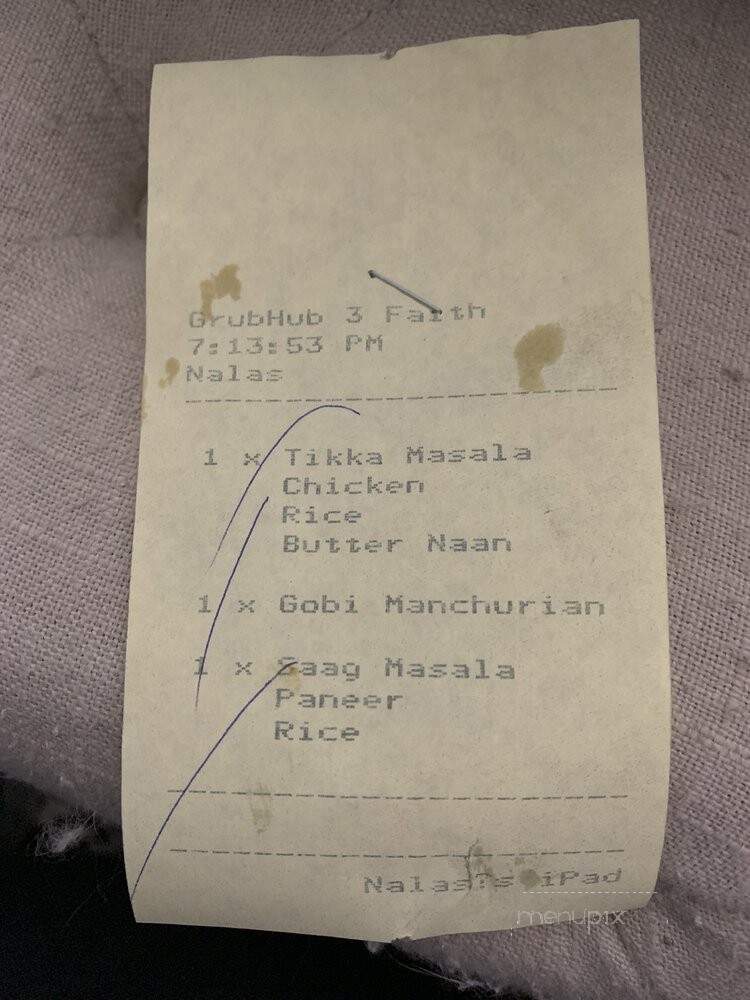 GrubHub 3 Faith
7:13:53 PM
Nalas
1 x Tikka Masala
Chicken
Rice
Butter Naan
1 x Gobi Manchurian
1 x Saag Masala
Paneer
Rice
Nalas?s iPad
menupix